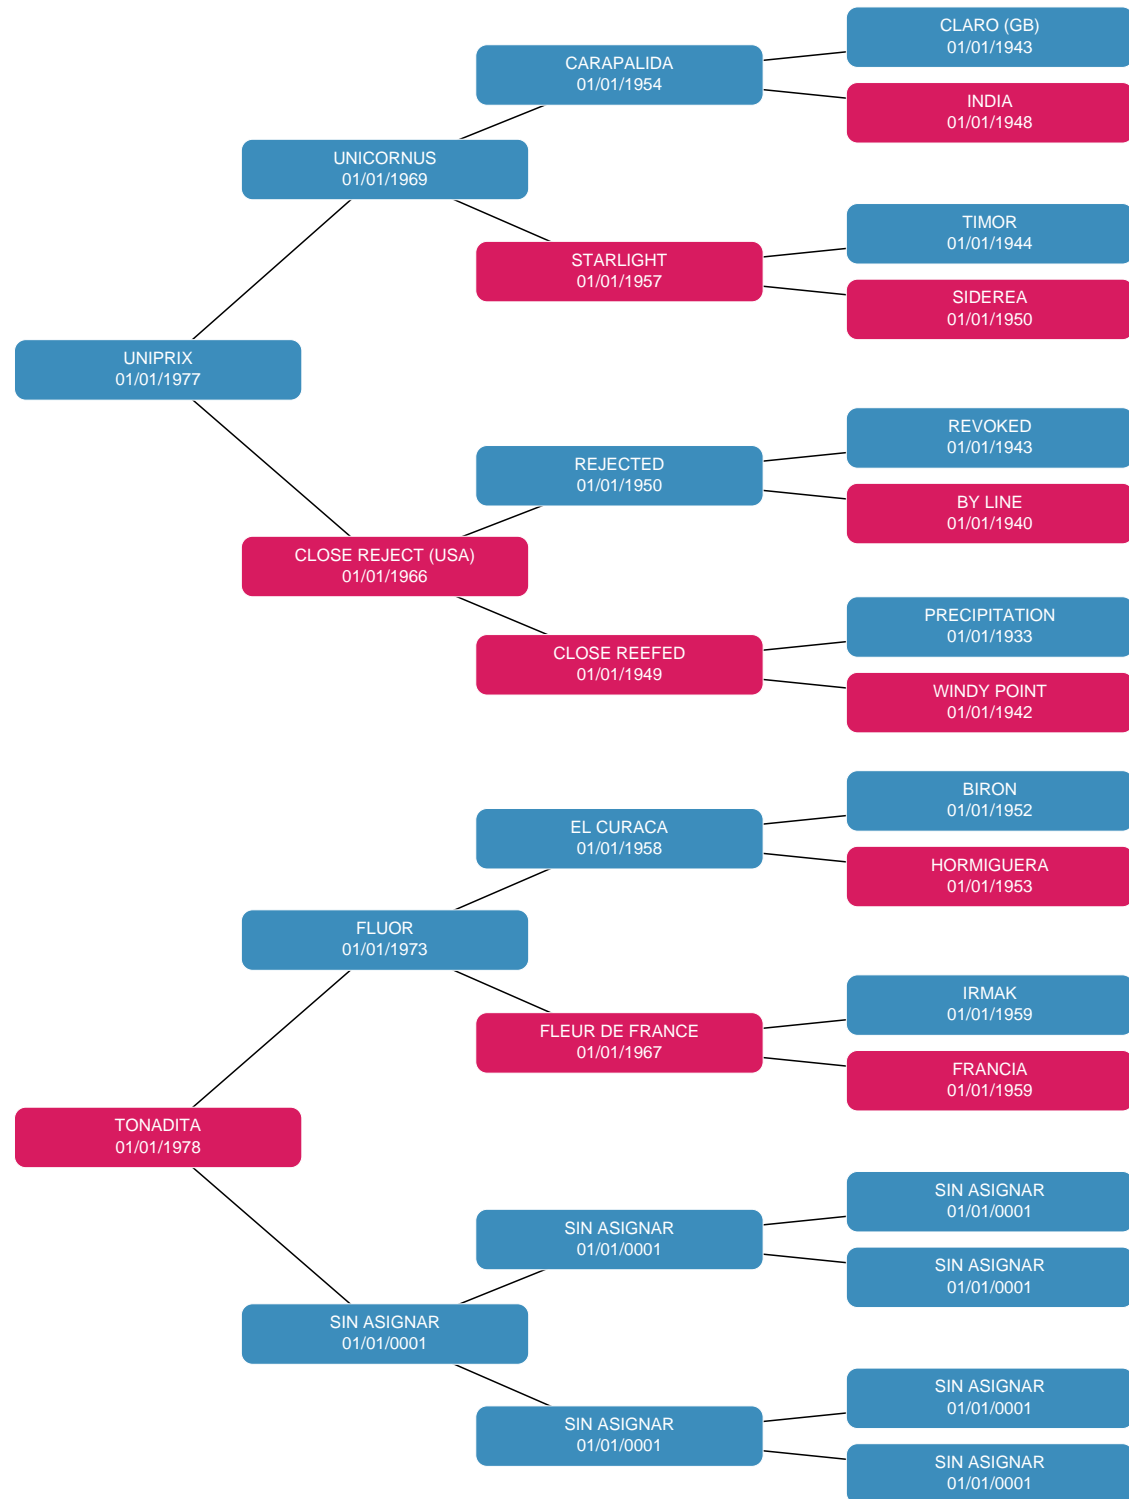 CLARO (GB)
01/01/1943
CARAPALIDA
01/01/1954
INDIA
01/01/1948
UNICORNUS
01/01/1969
TIMOR
01/01/1944
STARLIGHT
01/01/1957
SIDEREA
01/01/1950
UNIPRIX
01/01/1977
REVOKED
01/01/1943
REJECTED
01/01/1950
BY LINE
01/01/1940
CLOSE REJECT (USA)
01/01/1966
PRECIPITATION
01/01/1933
CLOSE REEFED
01/01/1949
WINDY POINT
01/01/1942
BIRON
01/01/1952
EL CURACA
01/01/1958
HORMIGUERA
01/01/1953
FLUOR
01/01/1973
IRMAK
01/01/1959
FLEUR DE FRANCE
01/01/1967
FRANCIA
01/01/1959
TONADITA
01/01/1978
SIN ASIGNAR
01/01/0001
SIN ASIGNAR
01/01/0001
SIN ASIGNAR
01/01/0001
SIN ASIGNAR
01/01/0001
SIN ASIGNAR
01/01/0001
SIN ASIGNAR
01/01/0001
SIN ASIGNAR
01/01/0001